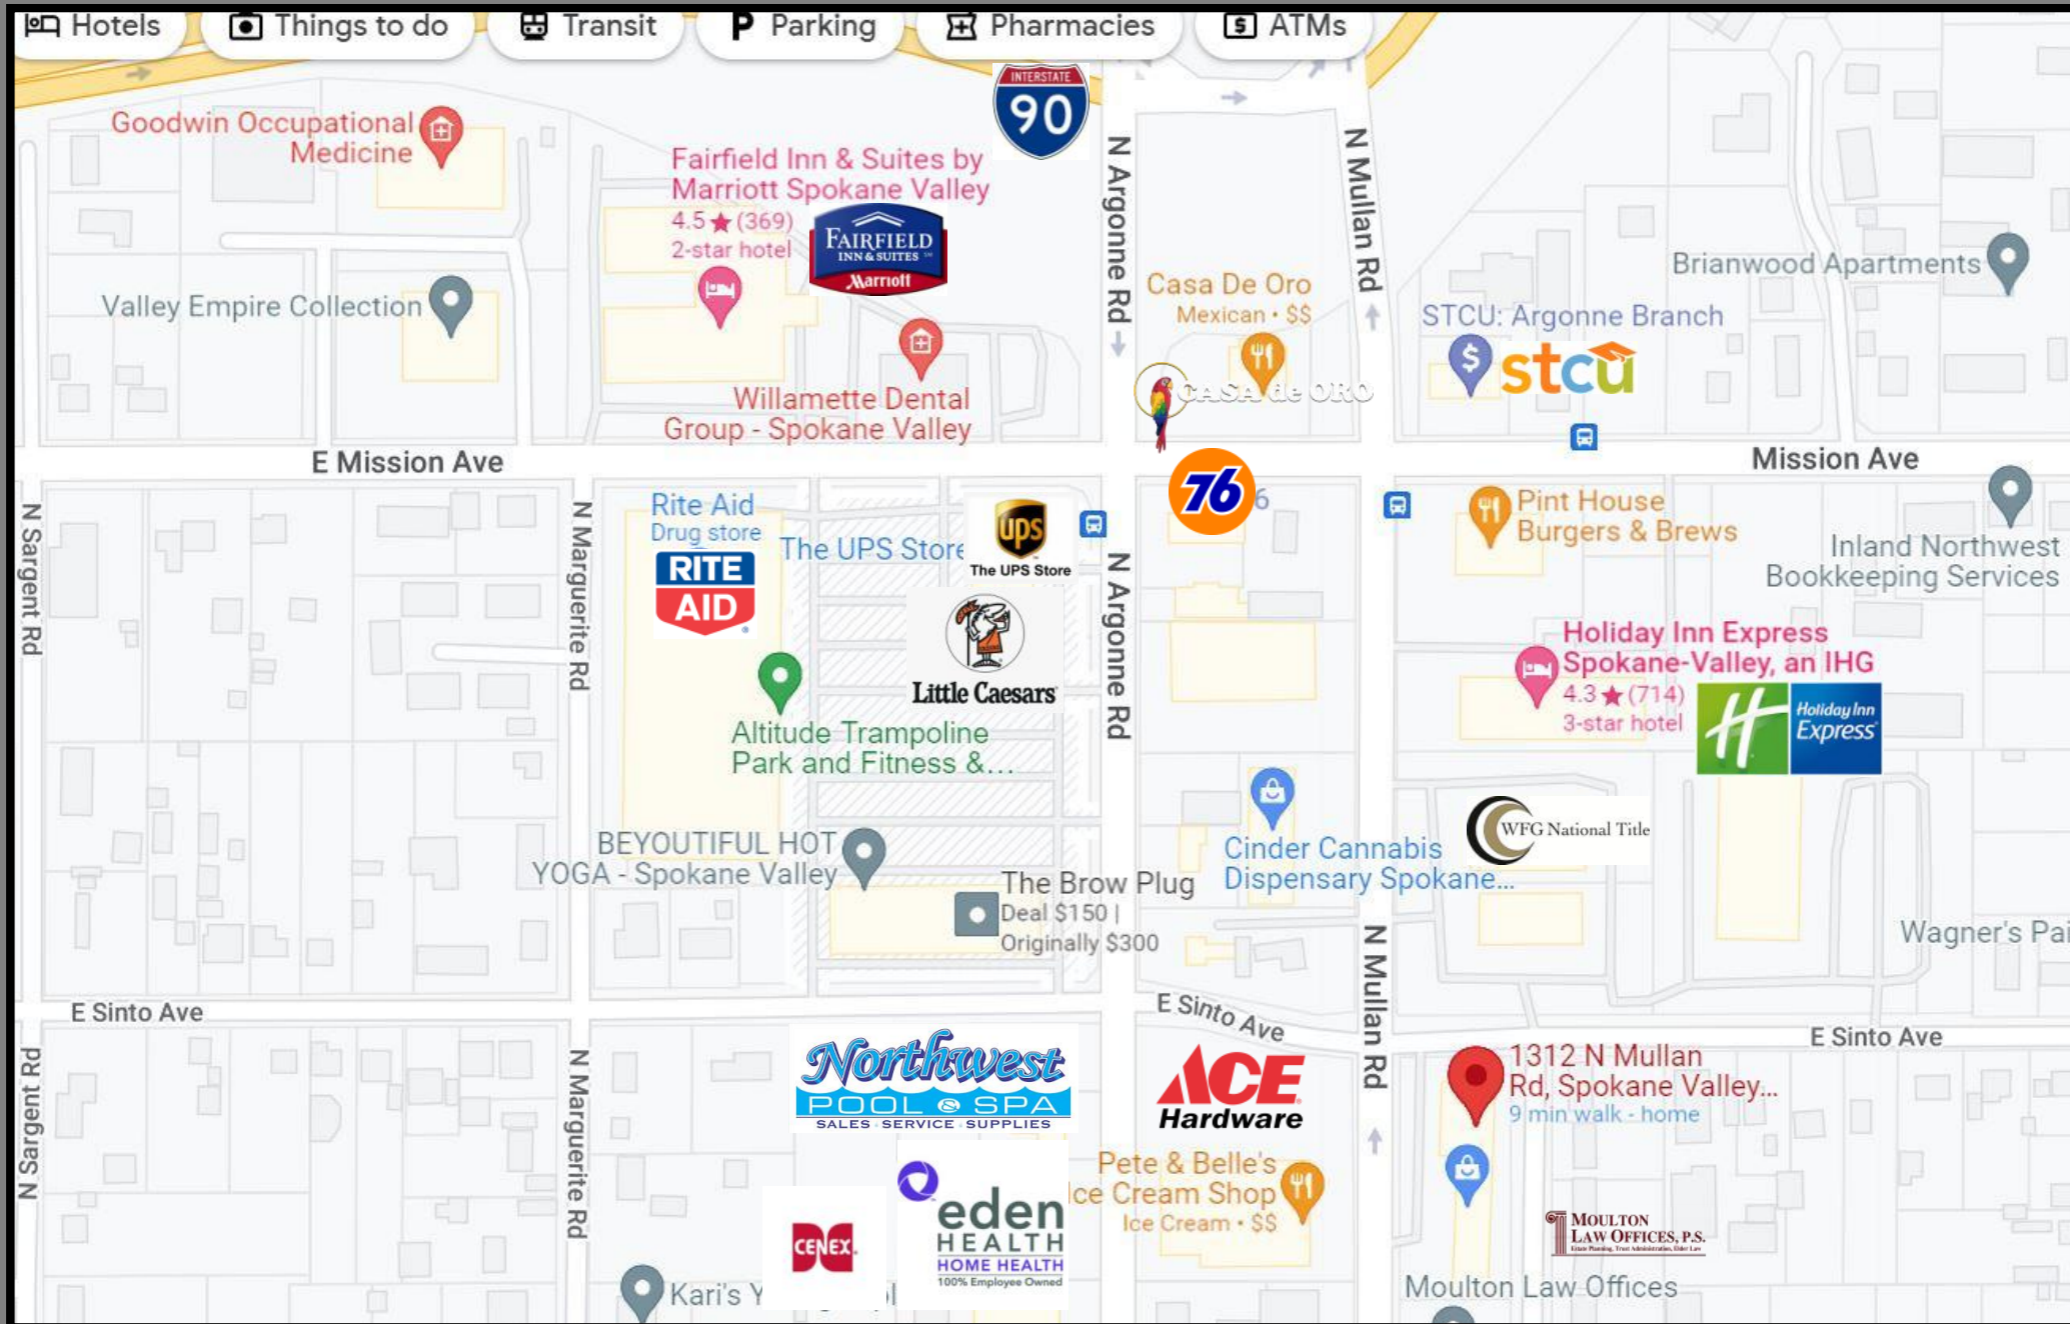 Hotels
Things to do
Transit
Parking
Pharmacies
ATMs
INTERSTATE
90
Goodwin Occupational
Medicine
Fairfield Inn & Suites by
Marriott Spokane Valley
4.5 ★ (369)
2-star hotel
FAIRFIELD
INN & SUITES
Marriott
N Argonne Rd
N Mullan Rd
Valley Empire Collection
Casa De Oro
Mexican • $$
CASA de ORO
STCU: Argonne Branch
stcu
Brianwood Apartments
Willamette Dental
Group - Spokane Valley
E Mission Ave
Mission Ave
N Sargent Rd
N Marguerite Rd
Rite Aid
Drug store
RITE
AID
The UPS Store
ups
The UPS Store
76
6
Pint House
Burgers & Brews
Inland Northwest
Bookkeeping Services
Little Caesars
N Argonne Rd
Holiday Inn Express
Spokane-Valley, an IHG
4.3 ★ (714)
3-star hotel
H
Holiday Inn
Express
Altitude Trampoline
Park and Fitness &...
BEYOUTIFUL HOT
YOGA - Spokane Valley
Cinder Cannabis
Dispensary Spokane...
WFG National Title
The Brow Plug
Deal $150 |
Originally $300
Wagner's Pai
N Mullan Rd
E Sinto Ave
E Sinto Ave
E Sinto Ave
N Sargent Rd
N Marguerite Rd
Northwest
POOL & SPA
SALES · SERVICE · SUPPLIES
ACE
Hardware
1312 N Mullan
Rd, Spokane Valley...
9 min walk - home
Pete & Belle's
Ice Cream Shop
Ice Cream • $$
CENEX
eden
HEALTH
HOME HEALTH
100% Employee Owned
MOULTON
LAW OFFICES, P.S.
Estate Planning, Trust Administration, Elder Law
Moulton Law Offices
Kari's Y